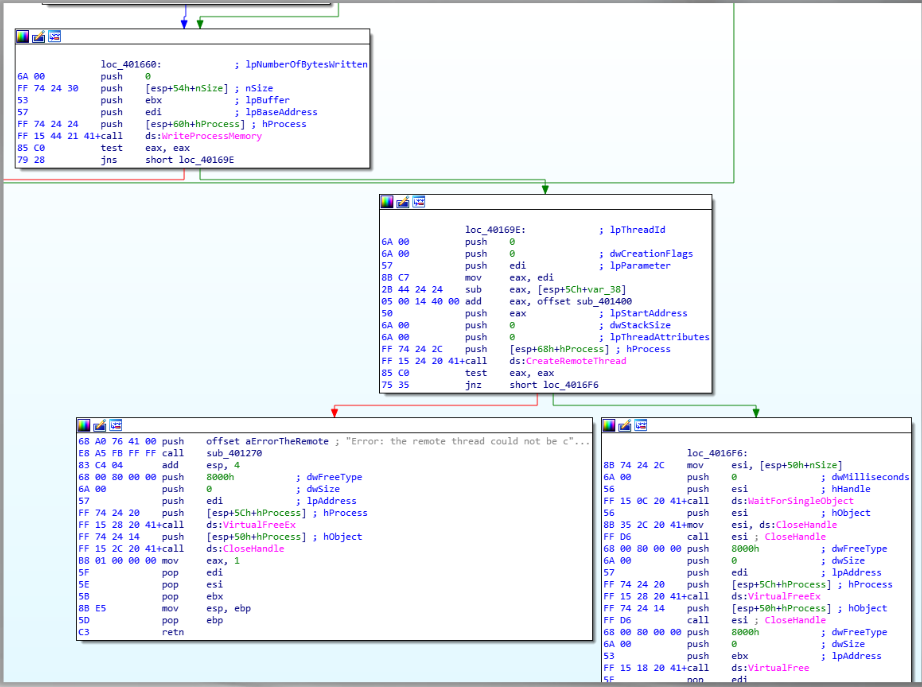 loc_401660: ; lpNumberOfBytesWritten
6A 00 push 0
FF 74 24 30 push [esp+54h+nSize] ; nSize
53 push ebx ; lpBuffer
57 push edi ; lpBaseAddress
FF 74 24 24 push [esp+60h+hProcess] ; hProcess
FF 15 44 21 41+call ds:WriteProcessMemory
85 C0 test eax, eax
79 28 jns short loc_40169E
loc_40169E: ; lpThreadId
6A 00 push 0
6A 00 push 0 ; dwCreationFlags
57 push edi ; lpParameter
8B C7 mov eax, edi
2B 44 24 24 sub eax, [esp+5Ch+var_38]
05 00 14 40 00 add eax, offset sub_401400
50 push eax ; lpStartAddress
6A 00 push 0 ; dwStackSize
6A 00 push 0 ; lpThreadAttributes
FF 74 24 2C push [esp+68h+hProcess] ; hProcess
FF 15 24 20 41+call ds:CreateRemoteThread
85 C0 test eax, eax
75 35 jnz short loc_4016F6
68 A0 76 41 00 push offset aErrorTheRemote ; "Error: the remote thread could not be c"...
E8 A5 FB FF FF call sub_401270
83 C4 04 add esp, 4
68 00 80 00 00 push 8000h ; dwFreeType
6A 00 push 0 ; dwSize
57 push edi ; lpAddress
FF 74 24 20 push [esp+5Ch+hProcess] ; hProcess
FF 15 28 20 41+call ds:VirtualFreeEx
FF 74 24 14 push [esp+50h+hProcess] ; hObject
FF 15 2C 20 41+call ds:CloseHandle
B8 01 00 00 00 mov eax, 1
5F pop edi
5E pop esi
5B pop ebx
8B E5 mov esp, ebp
5D pop ebp
C3 retn
loc_4016F6:
8B 74 24 2C mov esi, [esp+50h+nSize]
6A 00 push 0 ; dwMilliseconds
56 push esi ; hHandle
FF 15 0C 20 41+call ds:WaitForSingleObject
56 push esi ; hObject
8B 35 2C 20 41+mov esi, ds:CloseHandle
FF D6 call esi ; CloseHandle
68 00 80 00 00 push 8000h ; dwFreeType
6A 00 push 0 ; dwSize
57 push edi ; lpAddress
FF 74 24 20 push [esp+5Ch+hProcess] ; hProcess
FF 15 28 20 41+call ds:VirtualFreeEx
FF 74 24 14 push [esp+50h+hProcess] ; hObject
FF D6 call esi ; CloseHandle
68 00 80 00 00 push 8000h ; dwFreeType
6A 00 push 0 ; dwSize
53 push ebx ; lpAddress
FF 15 18 20 41+call ds:VirtualFree
5F pop edi